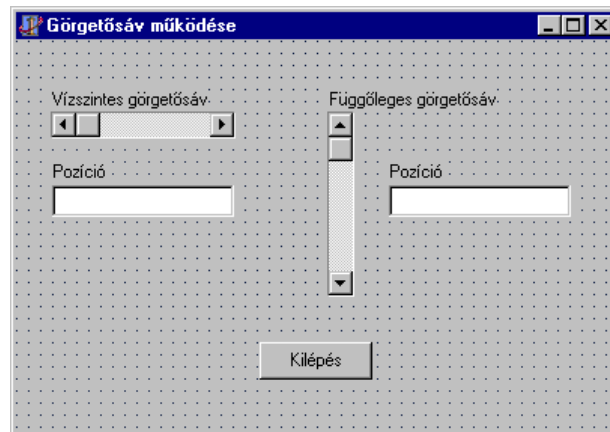 Görgetősáv működése
Vízszintes görgetősáv
Függőleges görgetősáv
Pozíció
Pozíció
Kilépés